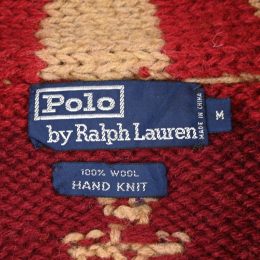 Polo
by Ralph Lauren
MADE IN CHINA
M
100% WOOL
HAND KNIT